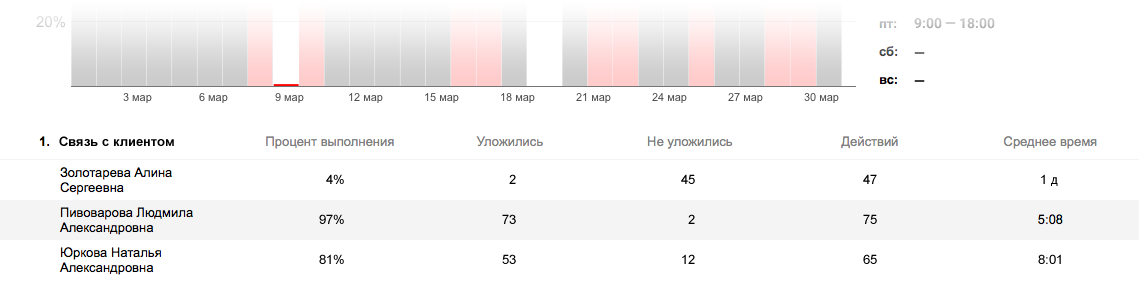 20%
пт: 9:00 — 18:00
сб: —
вс: —
3 мар 6 мар 9 мар 12 мар 15 мар 18 мар 21 мар 24 мар 27 мар 30 мар
1. Связь с клиентом Процент выполнения Уложились Не уложились Действий Среднее время
Золотарева Алина
Сергеевна 4% 2 45 47 1 д
Пивоварова Людмила
Александровна 97% 73 2 75 5:08
Юркова Наталья
Александровна 81% 53 12 65 8:01